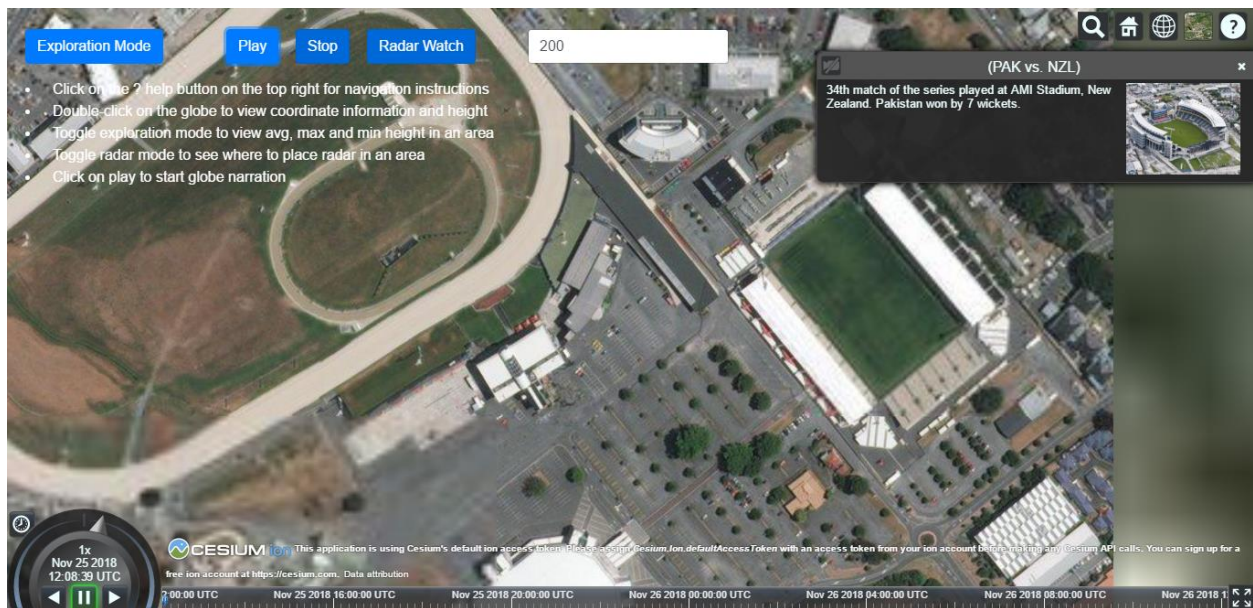 Exploration Mode
Play
Stop
Radar Watch
200
Click on the ? help button on the top right for navigation instructions
Double-click on the globe to view coordinate information and height
Toggle exploration mode to view avg, max and min height in an area
Toggle radar mode to see where to place radar in an area
Click on play to start globe narration
?
(PAK vs. NZL)
×
34th match of the series played at AMI Stadium, New
Zealand. Pakistan won by 7 wickets.
1x
Nov 25 2018
12:08:39 UTC
CESIUM ion This application is using Cesium's default ion access token. Please assign Cesium.Ion.defaultAccessToken with an access token from your ion account before making any Cesium API calls. You can sign up for a
free ion account at https://cesium.com. Data attribution
2:00:00 UTC Nov 25 2018 16:00:00 UTC Nov 25 2018 20:00:00 UTC Nov 26 2018 00:00:00 UTC Nov 26 2018 04:00:00 UTC Nov 26 2018 08:00:00 UTC Nov 26 2018 1